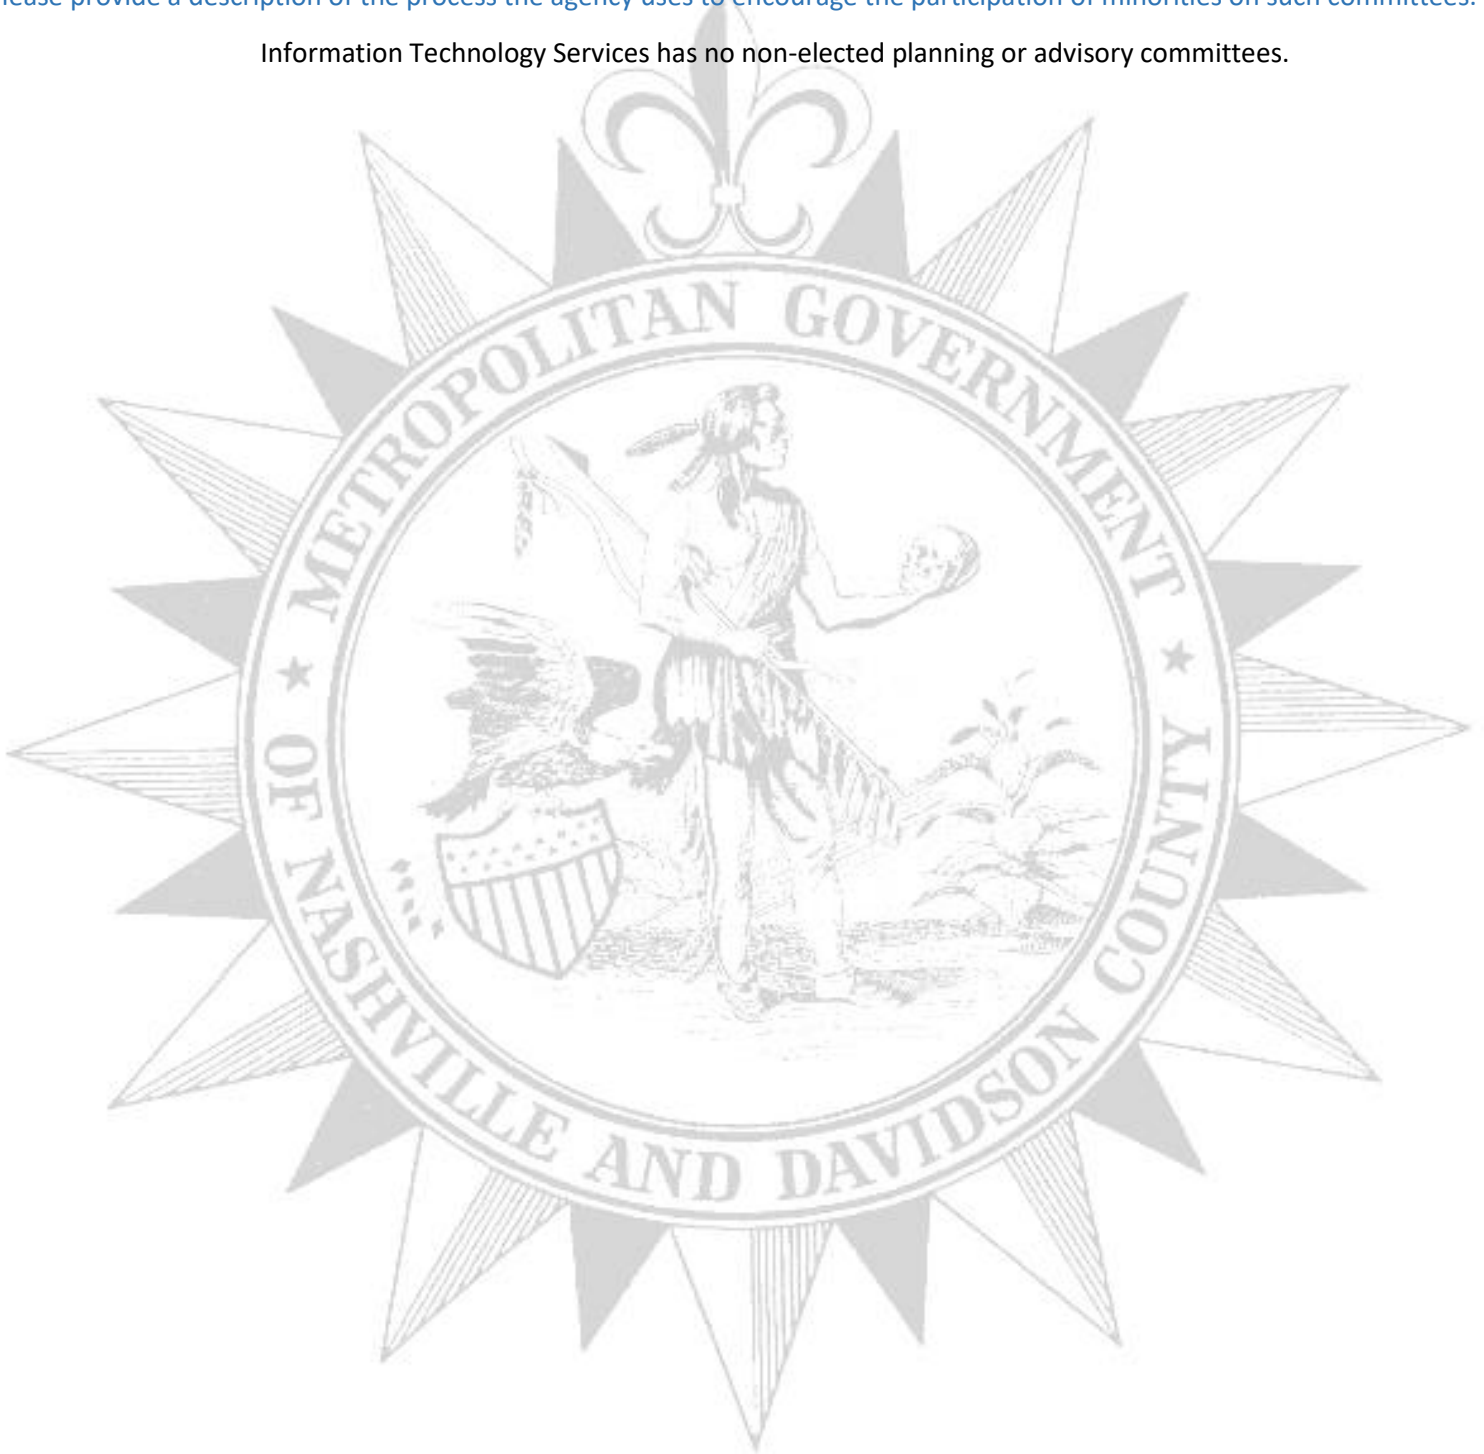 lease provide a description of the process the agency uses to encourage the participation of minorities on such committees.
Information Technology Services has no non-elected planning or advisory committees.
METROPOLITAN GOVERNMENT
★ OF NASHVILLE AND DAVIDSON COUNTY ★